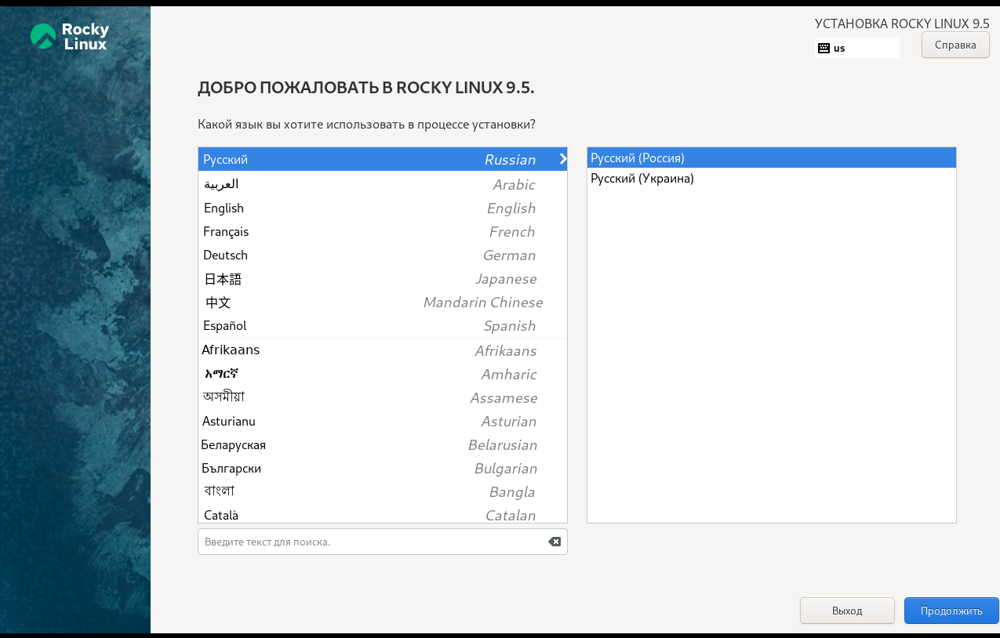 Rocky
Linux
УСТАНОВКА ROCKY LINUX 9.5
us
Справка
ДОБРО ПОЖАЛОВАТЬ В ROCKY LINUX 9.5.
Какой язык вы хотите использовать в процессе установки?
Русский Russian
العربية Arabic
English English
Français French
Deutsch German
日本語 Japanese
中文 Mandarin Chinese
Español Spanish
Afrikaans Afrikaans
አማርኛ Amharic
অসমীয়া Assamese
Asturianu Asturian
Беларуская Belarusian
Български Bulgarian
বাংলা Bangla
Català Catalan
Русский (Россия)
Русский (Украина)
Введите текст для поиска.
Выход
Продолжить